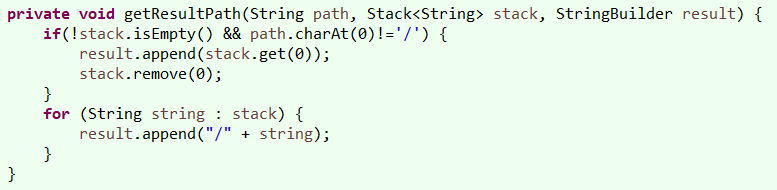 private void getResultPath(String path, Stack<String> stack, StringBuilder result) {
    if(!stack.isEmpty() && path.charAt(0)!='/') {
        result.append(stack.get(0));
        stack.remove(0);
    }
    for (String string : stack) {
        result.append("/" + string);
    }
}